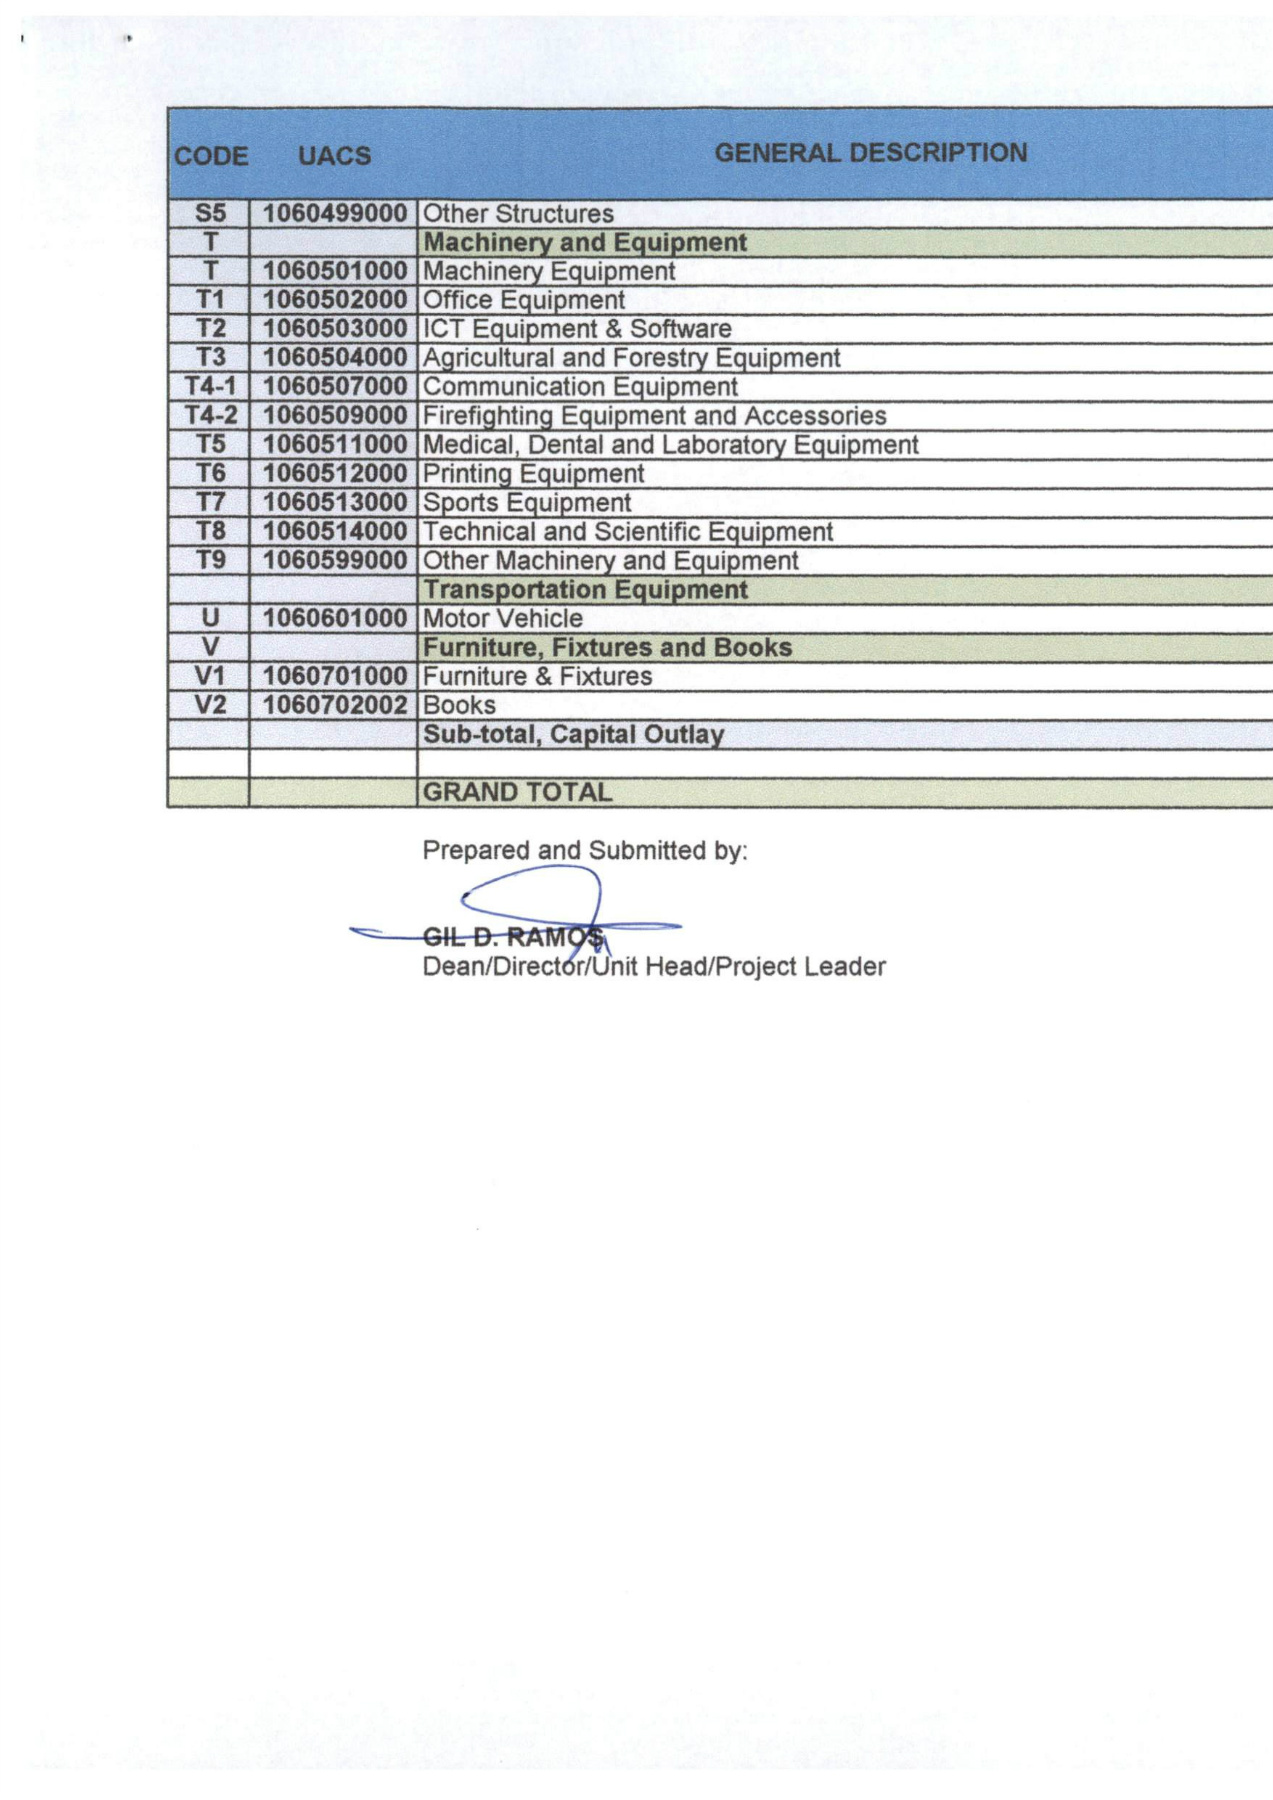 CODE UACS GENERAL DESCRIPTION
S5 1060499000 Other Structures
T Machinery and Equipment
T 1060501000 Machinery Equipment
T1 1060502000 Office Equipment
T2 1060503000 ICT Equipment & Software
T3 1060504000 Agricultural and Forestry Equipment
T4-1 1060507000 Communication Equipment
T4-2 1060509000 Firefighting Equipment and Accessories
T5 1060511000 Medical, Dental and Laboratory Equipment
T6 1060512000 Printing Equipment
T7 1060513000 Sports Equipment
T8 1060514000 Technical and Scientific Equipment
T9 1060599000 Other Machinery and Equipment
Transportation Equipment
U 1060601000 Motor Vehicle
V Furniture, Fixtures and Books
V1 1060701000 Furniture & Fixtures
V2 1060702002 Books
Sub-total, Capital Outlay
GRAND TOTAL
Prepared and Submitted by:
GIL D. RAMOS
Dean/Director/Unit Head/Project Leader